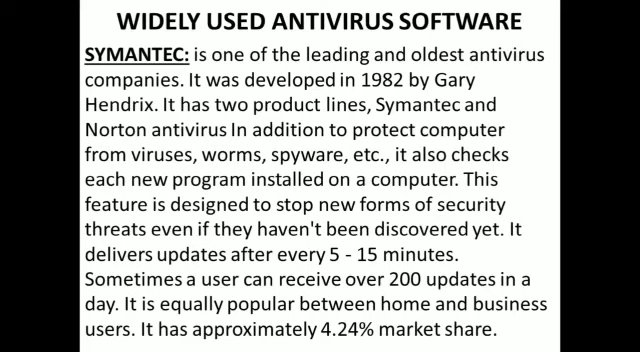 WIDELY USED ANTIVIRUS SOFTWARE
SYMANTEC: is one of the leading and oldest antivirus
companies. It was developed in 1982 by Gary
Hendrix. It has two product lines, Symantec and
Norton antivirus In addition to protect computer
from viruses, worms, spyware, etc., it also checks
each new program installed on a computer. This
feature is designed to stop new forms of security
threats even if they haven't been discovered yet. It
delivers updates after every 5 - 15 minutes.
Sometimes a user can receive over 200 updates in a
day. It is equally popular between home and business
users. It has approximately 4.24% market share.